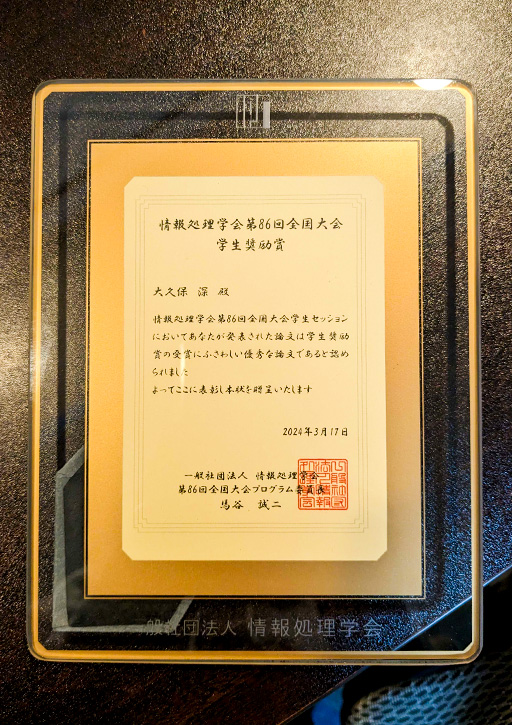 情報処理学会第86回全国大会
学生奨励賞
大久保 深 殿
情報処理学会第86回全国大会学生セッション
においてあなたが発表された論文は学生奨励
賞の受賞にふさわしい優秀な論文であると認め
られました
よってここに表彰し本状を贈呈いたします
2024年3月17日
一般社団法人 情報処理学会
第86回全国大会プログラム委員長
馬谷 誠二
一般社団法人 情報処理学会